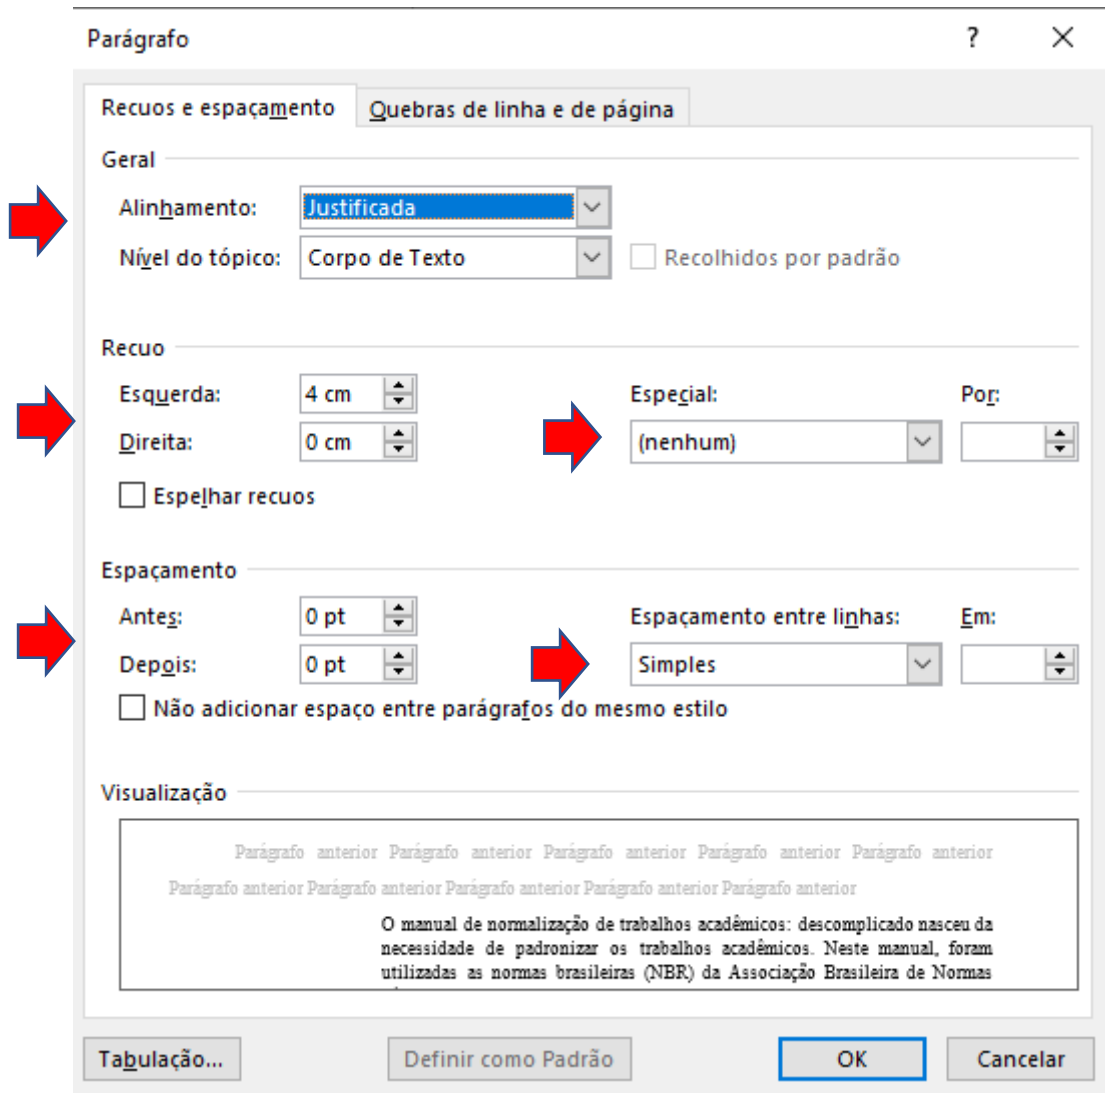 Parágrafo ?
Recuos e espaçamento Quebras de linha e de página
Geral
Alinhamento: Justificada
Nível do tópico: Corpo de Texto Recolhidos por padrão
Recuo
Esquerda: 4 cm Especial: Por:
Direita: 0 cm (nenhum)
Espelhar recuos
Espaçamento
Antes: 0 pt Espaçamento entre linhas: Em:
Depois: 0 pt Simples
Não adicionar espaço entre parágrafos do mesmo estilo
Visualização
Parágrafo anterior Parágrafo anterior Parágrafo anterior Parágrafo anterior Parágrafo anterior
Parágrafo anterior Parágrafo anterior Parágrafo anterior Parágrafo anterior Parágrafo anterior
O manual de normalização de trabalhos acadêmicos: descomplicado nasceu da
necessidade de padronizar os trabalhos acadêmicos. Neste manual, foram
utilizadas as normas brasileiras (NBR) da Associação Brasileira de Normas
Tabulação... Definir como Padrão OK Cancelar